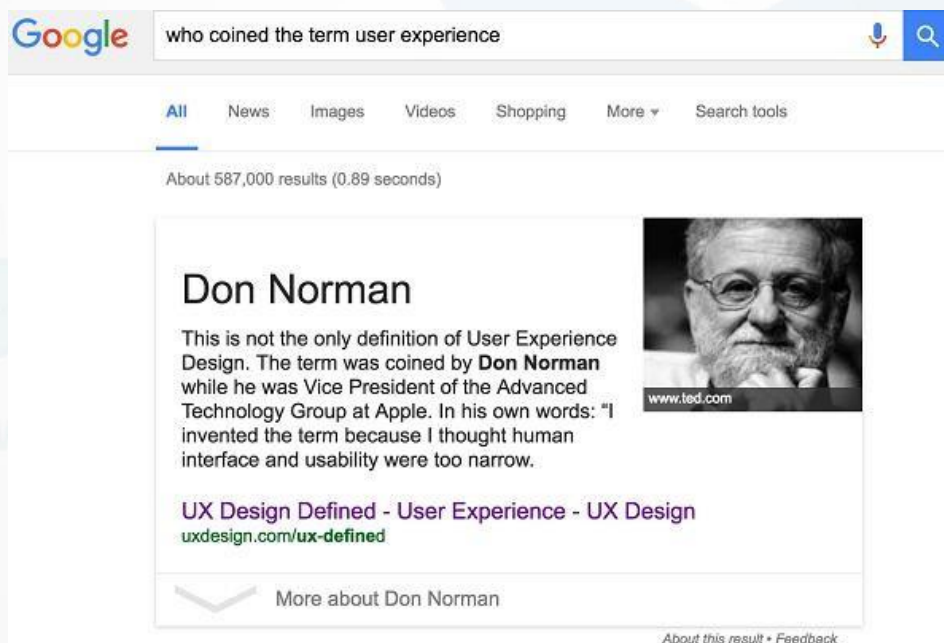 Google who coined the term user experience
All News Images Videos Shopping More Search tools
About 587,000 results (0.89 seconds)
Don Norman
This is not the only definition of User Experience
Design. The term was coined by Don Norman
while he was Vice President of the Advanced
Technology Group at Apple. In his own words: “I
invented the term because I thought human
interface and usability were too narrow.
www.ted.com
UX Design Defined - User Experience - UX Design
uxdesign.com/ux-defined
More about Don Norman
About this result • Feedback